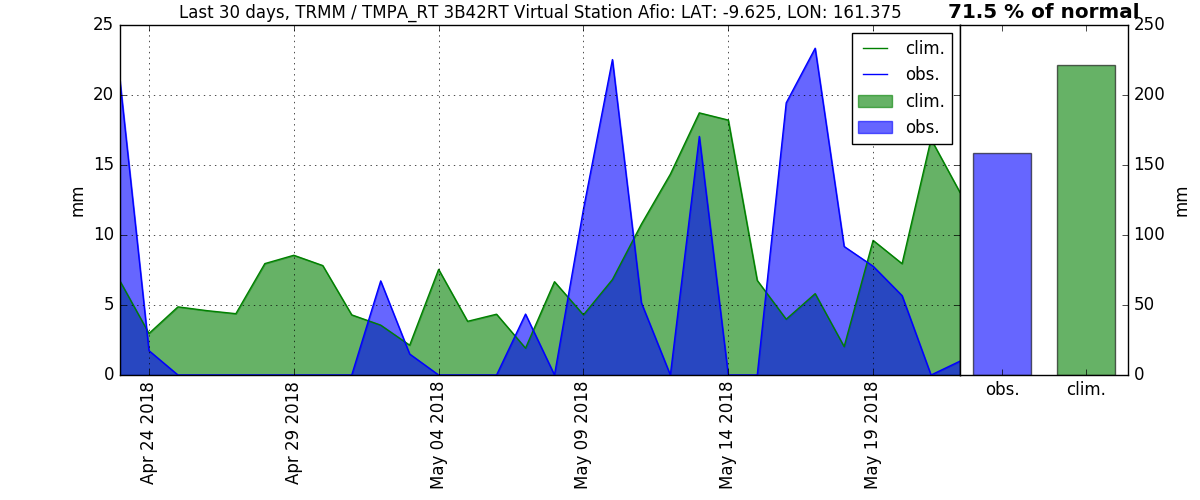 Last 30 days, TRMM / TMPA_RT 3B42RT Virtual Station Afio: LAT: -9.625, LON: 161.375
71.5 % of normal
25
20
15
10
5
0
mm
clim.
obs.
clim.
obs.
250
200
150
100
50
0
mm
Apr 24 2018
Apr 29 2018
May 04 2018
May 09 2018
May 14 2018
May 19 2018
obs.
clim.